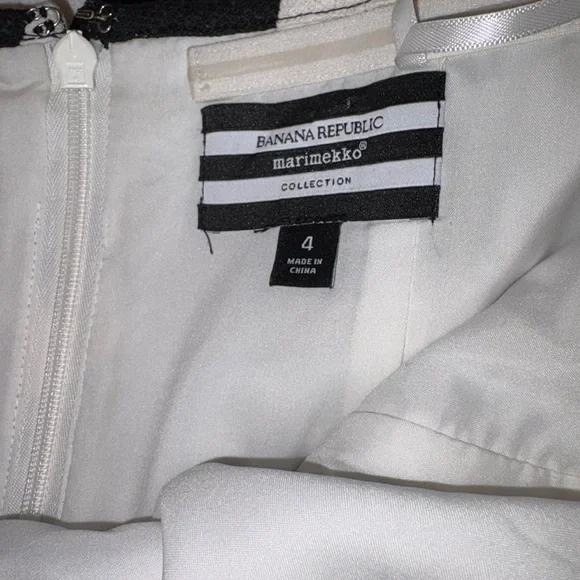 BANANA REPUBLIC
marimekko®
COLLECTION
4
MADE IN
CHINA